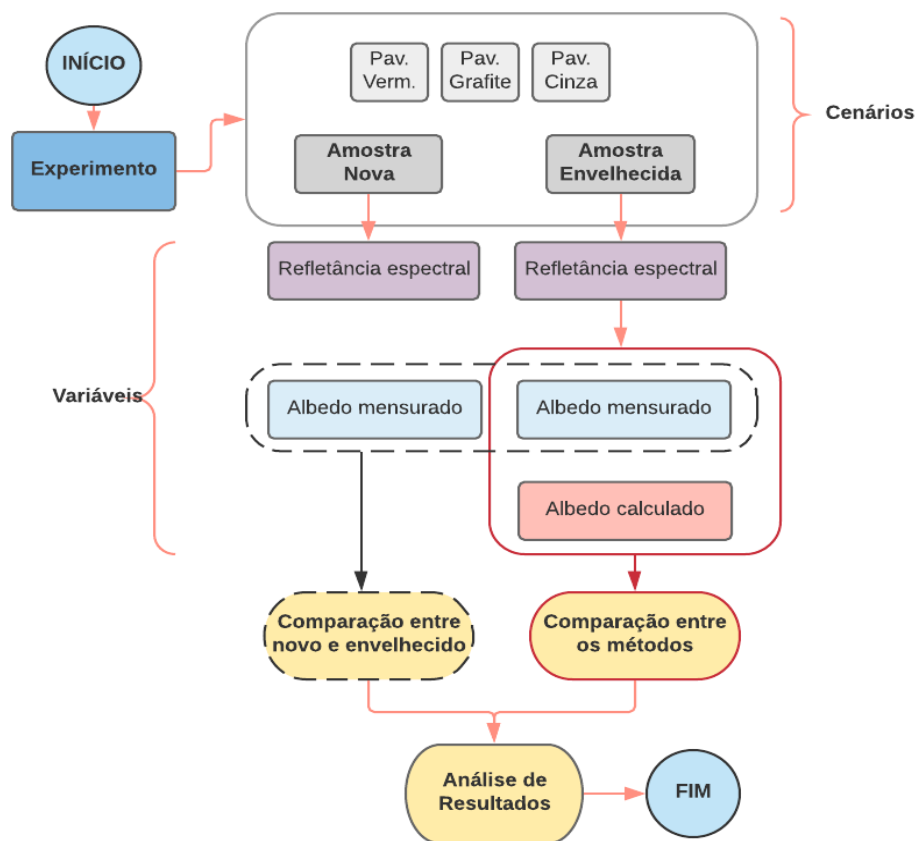 INÍCIO
Experimento
Pav.
Verm.
Pav.
Grafite
Pav.
Cinza
Cenários
Amostra
Nova
Amostra
Envelhecida
Refletância espectral
Refletância espectral
Variáveis
Albedo mensurado
Albedo mensurado
Albedo calculado
Comparação entre
novo e envelhecido
Comparação entre
os métodos
Análise de
Resultados
FIM